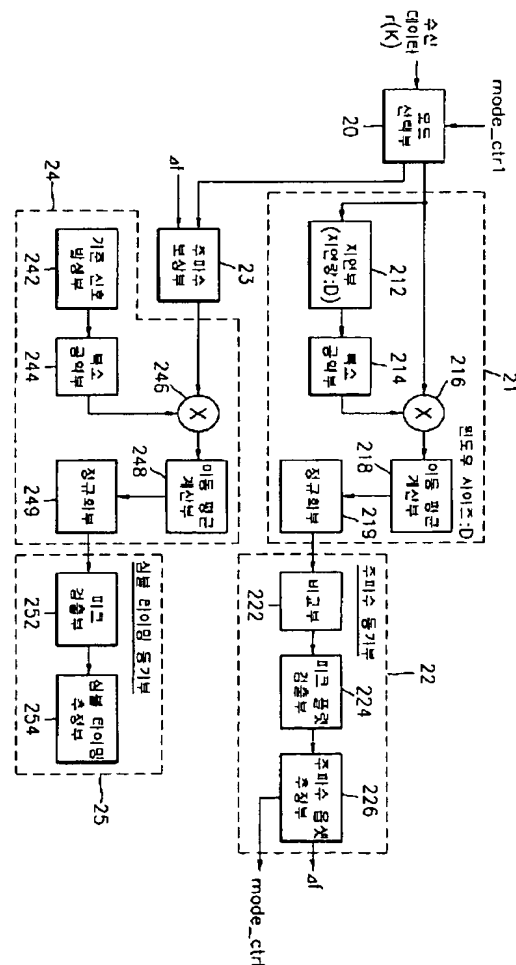 수신
데이터
r(K)
mode_ctr1
모드
선택부
20
21
지연부
(지연량:D)
212
복소
공액부
214
X
216
이동 평균
계산부
218
윈도우 사이즈:D
정규화부
219
주파수 동기부
비교부
222
피크 플랫
검출부
224
주파수 옵셋
추정부
226
22
Δf
mode_ctrl
Δf
주파수
보상부
23
24
기준 신호
발생부
242
복소
공액부
244
X
246
이동 평균
계산부
248
정규화부
249
심볼 타이밍 동기부
피크
검출부
252
심볼 타이밍
추정부
254
25